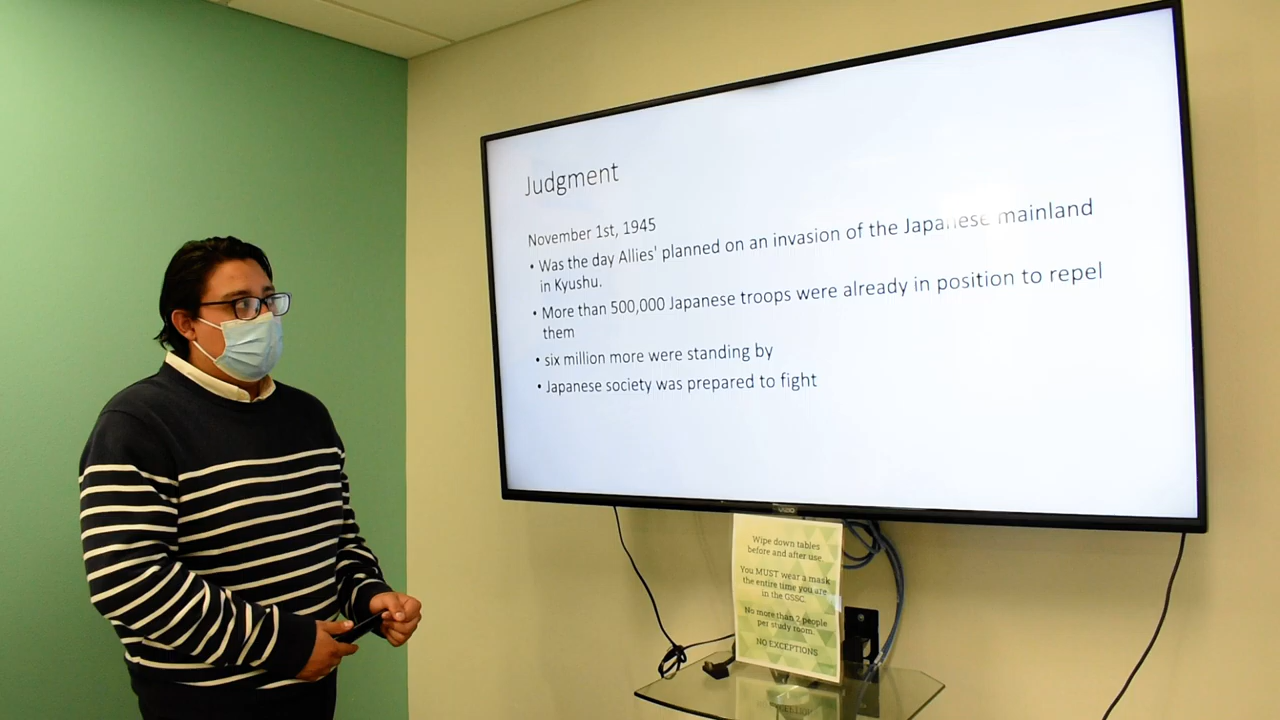 Judgment
November 1st, 1945
• Was the day Allies' planned on an invasion of the Japanese mainland
in Kyushu.
• More than 500,000 Japanese troops were already in position to repel
them
• six million more were standing by
• Japanese society was prepared to fight
VIZIO
Wipe down tables
before and after use.
You MUST wear a mask
the entire time you are
in the GSSC.
No more than 2 people
per study room.
NO EXCEPTIONS